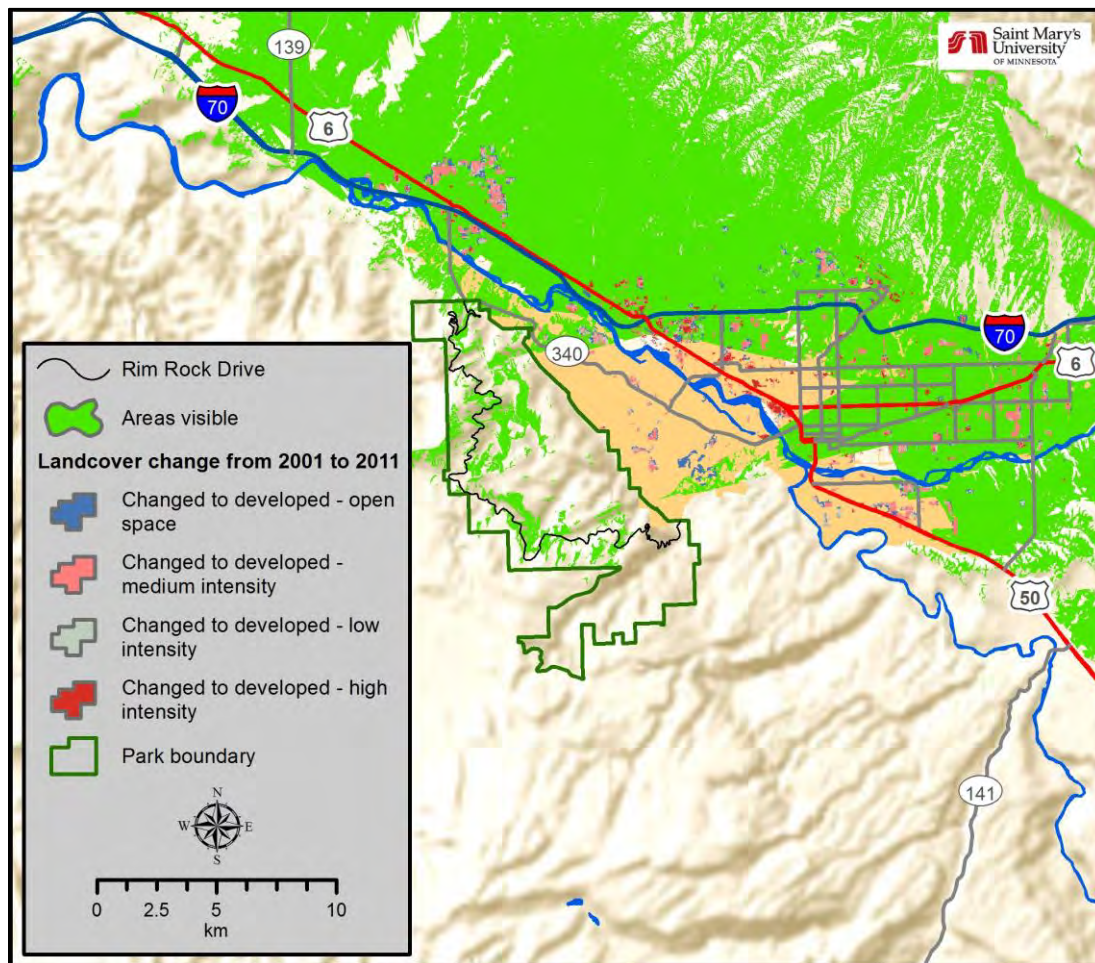 Saint Mary's
University
OF MINNESOTA
139
70
6
340
70
6
50
141
Rim Rock Drive
Areas visible
Landcover change from 2001 to 2011
Changed to developed - open
space
Changed to developed -
medium intensity
Changed to developed - low
intensity
Changed to developed - high
intensity
Park boundary
N
W E
S
0 2.5 5 10
km